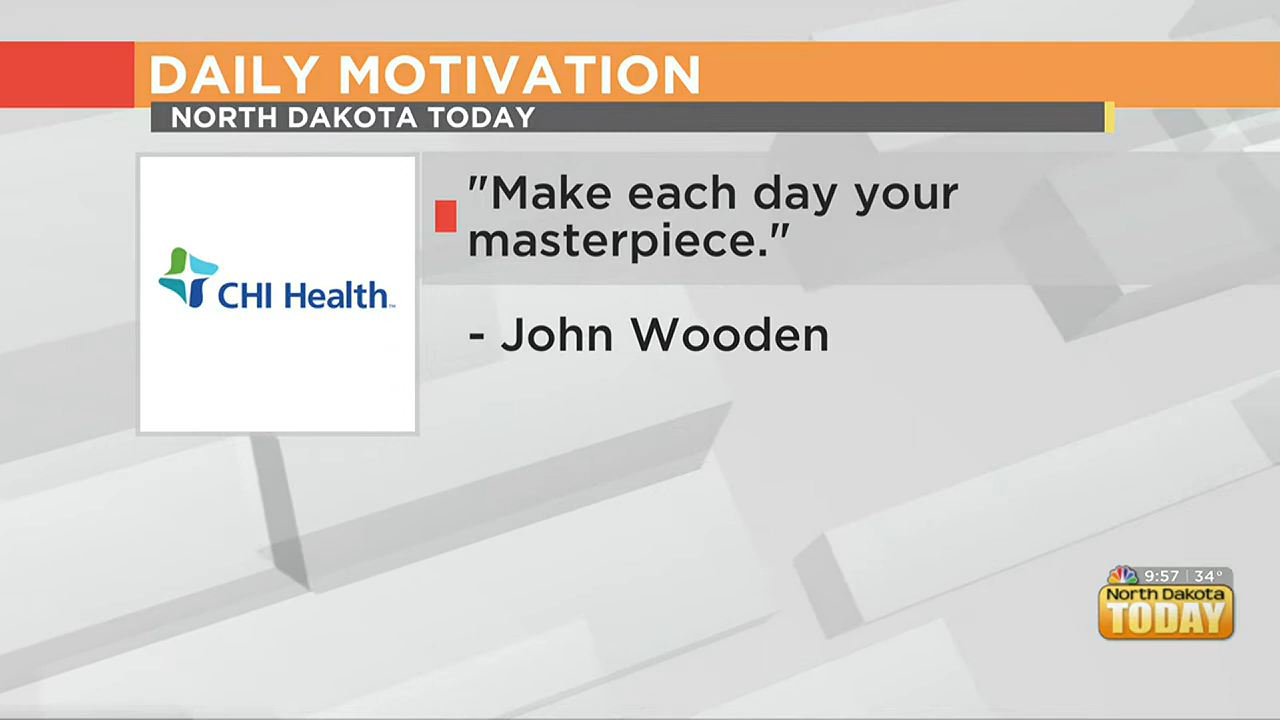 DAILY MOTIVATION
NORTH DAKOTA TODAY
"Make each day your
masterpiece."
- John Wooden
CHI Health™
9:57 | 34°
North Dakota
TODAY